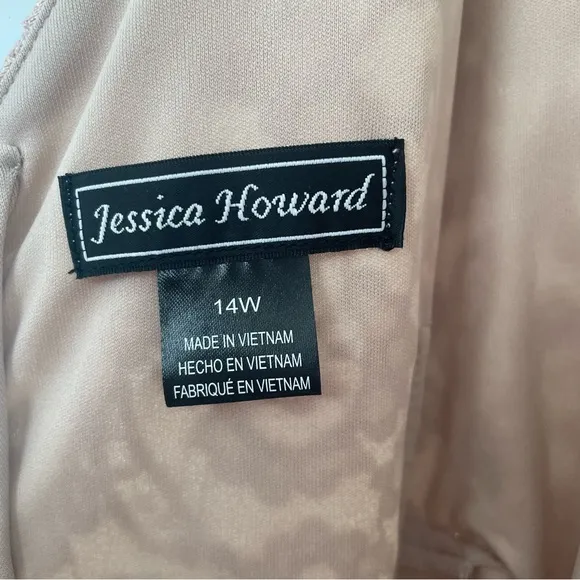 Jessica Howard
14W
MADE IN VIETNAM
HECHO EN VIETNAM
FABRIQUÉ EN VIETNAM